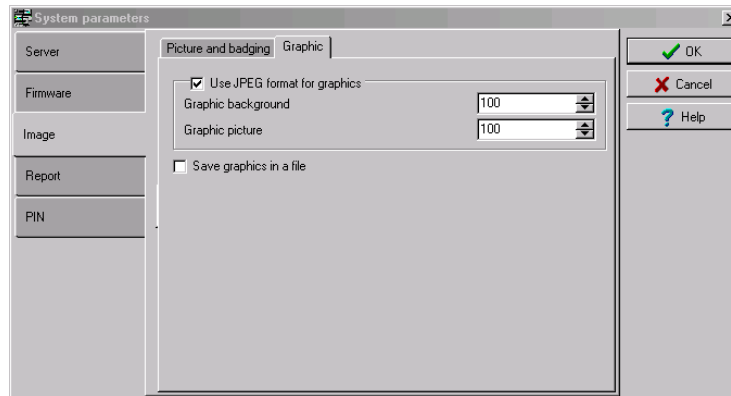 System parameters
Server
Firmware
Image
Report
PIN
Picture and badging
Graphic
Use JPEG format for graphics
Graphic background 100
Graphic picture 100
Save graphics in a file
OK
Cancel
? Help